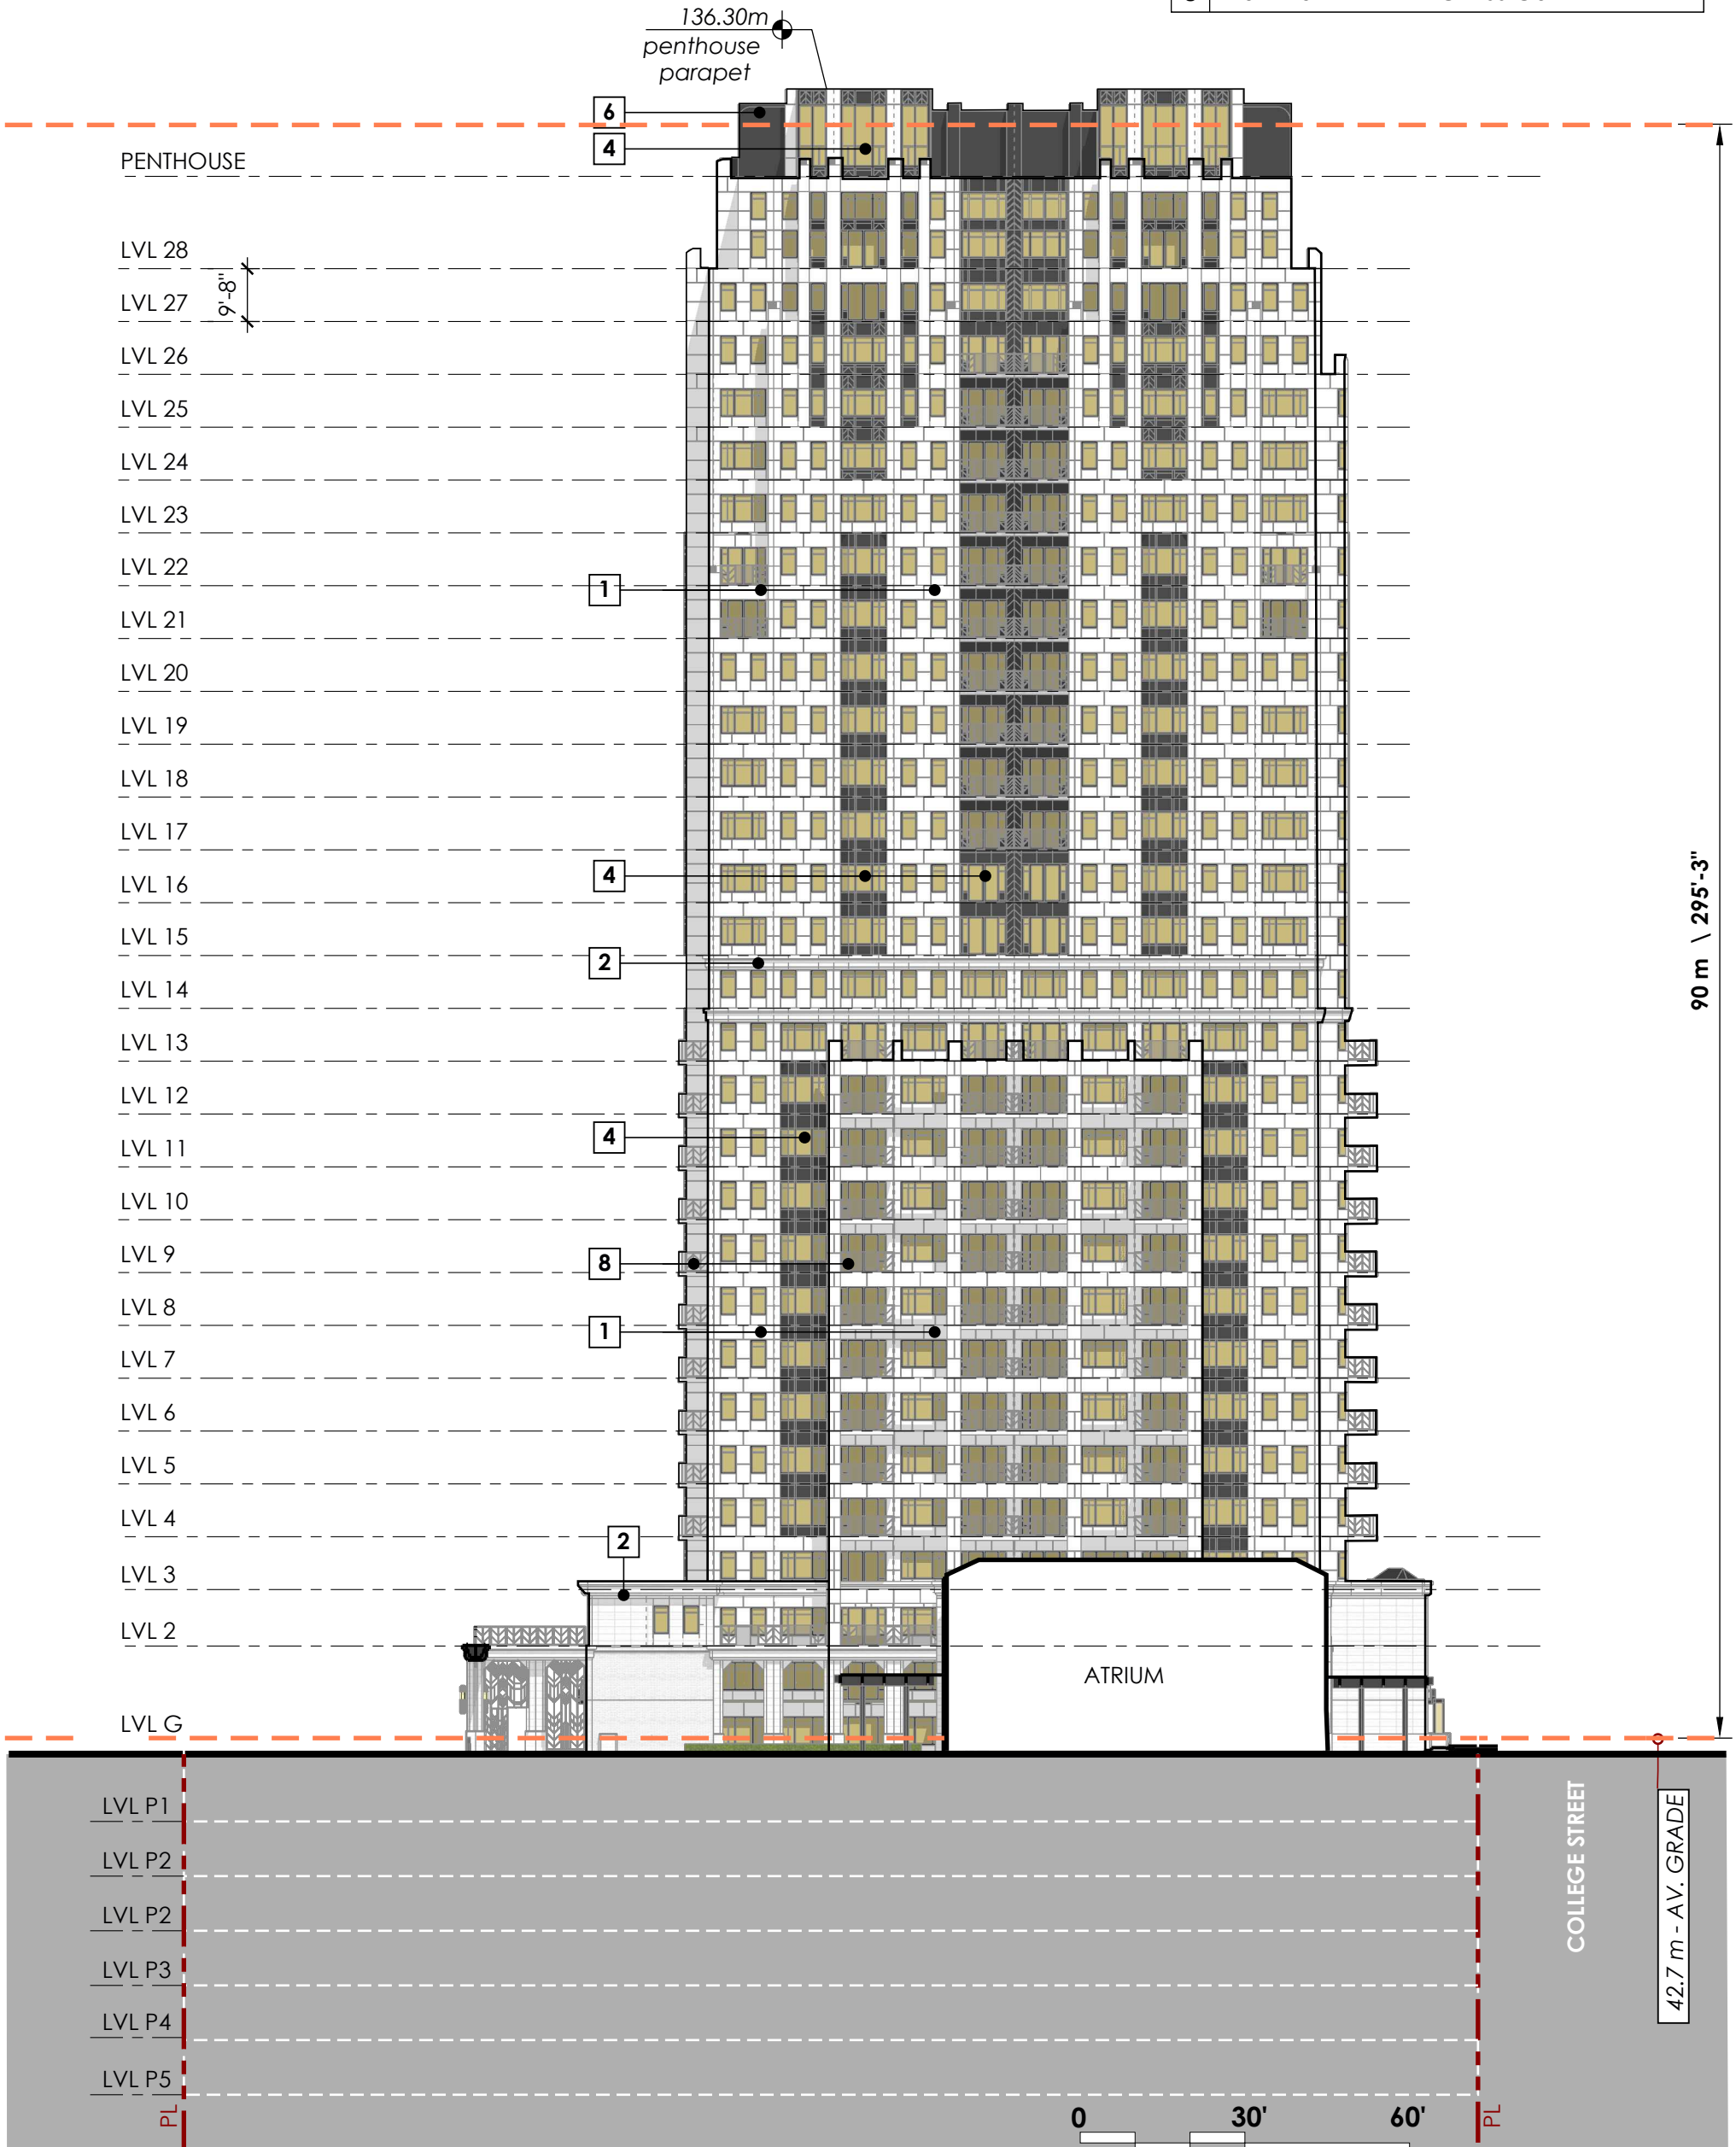 136.30m
penthouse
parapet
6
4
PENTHOUSE
LVL 28
9'-8"
LVL 27
LVL 26
LVL 25
LVL 24
LVL 23
LVL 22
1
LVL 21
LVL 20
LVL 19
LVL 18
LVL 17
4
LVL 16
90 m \ 295'-3"
LVL 15
2
LVL 14
LVL 13
LVL 12
4
LVL 11
LVL 10
LVL 9
8
LVL 8
1
LVL 7
LVL 6
LVL 5
LVL 4
2
LVL 3
LVL 2
ATRIUM
LVL G
LVL P1
COLLEGE STREET
42.7 m - AV. GRADE
LVL P2
LVL P2
LVL P3
LVL P4
LVL P5
PL
0 30' 60'
PL